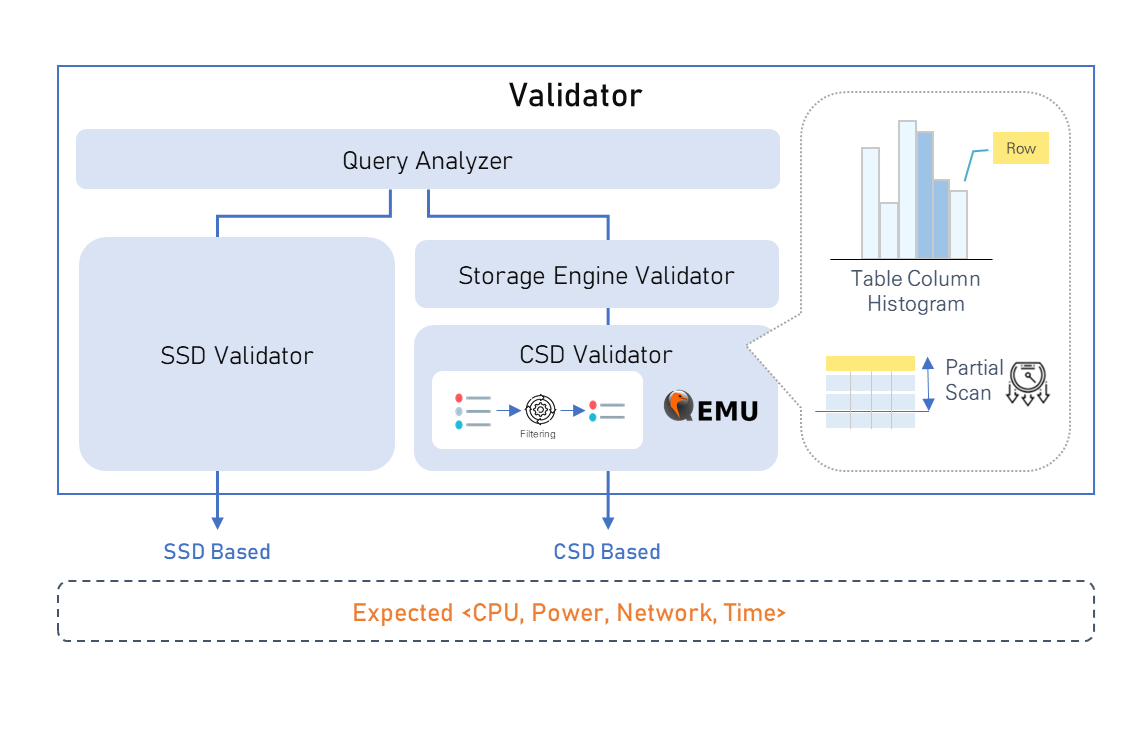 Validator
Query Analyzer
Row
SSD Validator
Storage Engine Validator
Table Column
Histogram
CSD Validator
Filtering
QEMU
Partial
Scan
SSD Based
CSD Based
Expected <CPU, Power, Network, Time>